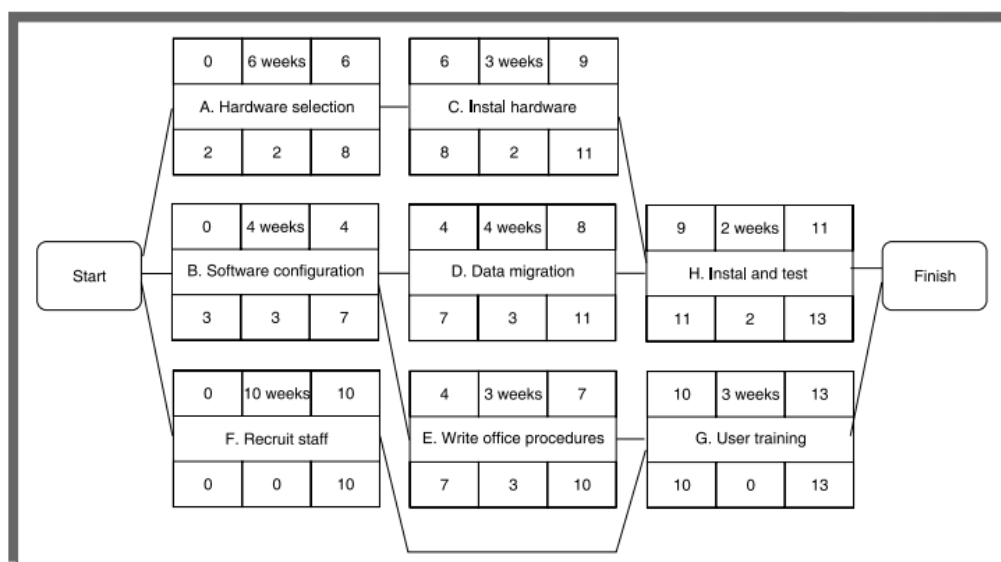 0 6 weeks 6
A. Hardware selection
2 2 8
6 3 weeks 9
C. Instal hardware
8 2 11
Start
0 4 weeks 4
B. Software configuration
3 3 7
4 4 weeks 8
D. Data migration
7 3 11
9 2 weeks 11
H. Instal and test
11 2 13
Finish
0 10 weeks 10
F. Recruit staff
0 0 10
4 3 weeks 7
E. Write office procedures
7 3 10
10 3 weeks 13
G. User training
10 0 13